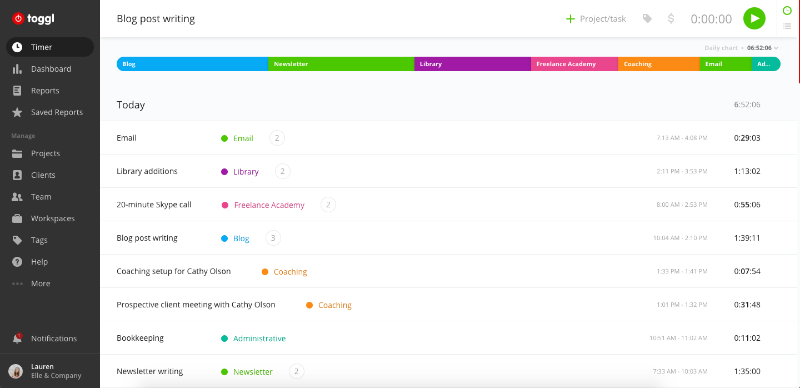 toggl
Timer
Dashboard
Reports
Saved Reports
Manage
Projects
Clients
Team
Workspaces
Tags
Help
More
Notifications
Lauren
Elle & Company
Blog post writing
Project/task
$
0:00:00
Daily chart • 06:52:06
Blog Newsletter Library Freelance Academy Coaching Email Ad...
Today 6:52:06
Email Email 2 7:13 AM - 4:08 PM 0:29:03
Library additions Library 2 2:11 PM - 3:53 PM 1:13:02
20-minute Skype call Freelance Academy 2 8:00 AM - 2:53 PM 0:55:06
Blog post writing Blog 3 10:04 AM - 2:10 PM 1:39:11
Coaching setup for Cathy Olson Coaching 1:33 PM - 1:41 PM 0:07:54
Prospective client meeting with Cathy Olson Coaching 1:01 PM - 1:32 PM 0:31:48
Bookkeeping Administrative 10:51 AM - 11:02 AM 0:11:02
Newsletter writing Newsletter 2 7:33 AM - 10:03 AM 1:35:00